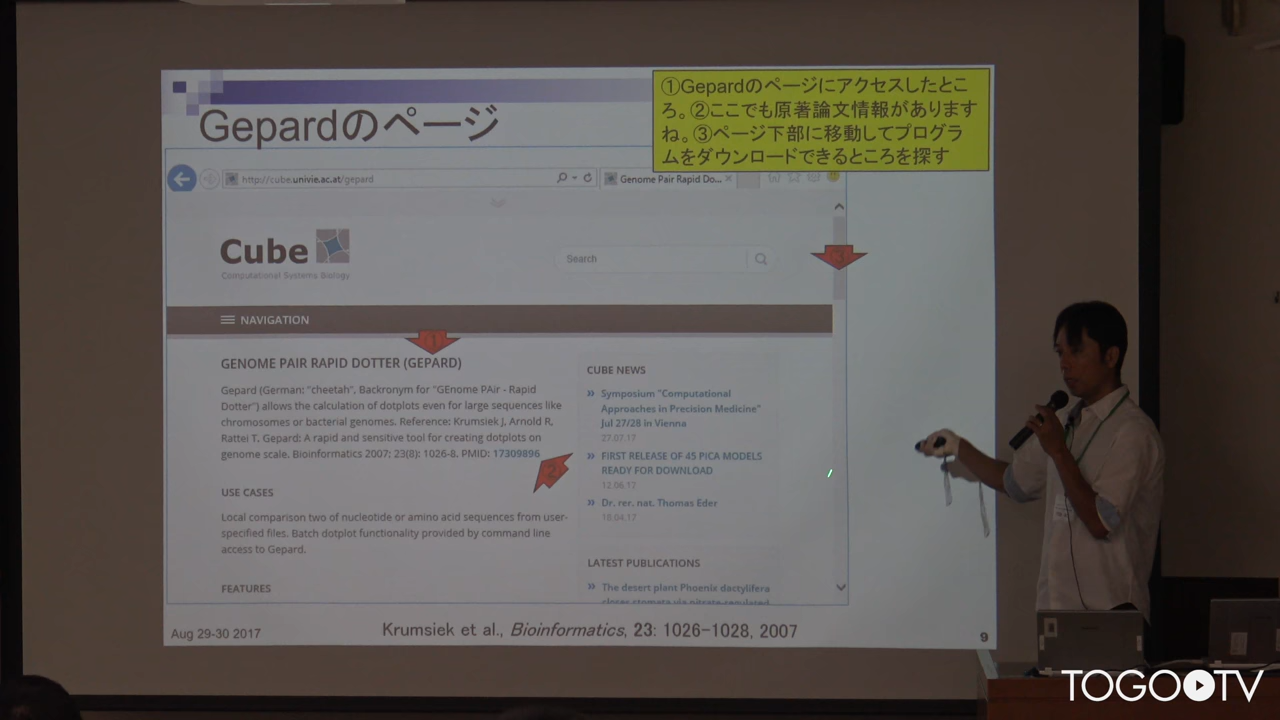 Gepardのページ
①Gepardのページにアクセスしたとこ
ろ。②ここでも原著論文情報があります
ね。③ページ下部に移動してプログラ
ムをダウンロードできるところを探す
http://cube.univie.ac.at/gepard
Genome Pair Rapid Do...
Cube
Computational Systems Biology
Search
③
NAVIGATION
①
GENOME PAIR RAPID DOTTER (GEPARD)
Gepard (German: "cheetah", Backronym for "GEnome PAir - Rapid
Dotter") allows the calculation of dotplots even for large sequences like
chromosomes or bacterial genomes. Reference: Krumsiek J, Arnold R,
Rattei T. Gepard: A rapid and sensitive tool for creating dotplots on
genome scale. Bioinformatics 2007; 23(8): 1026-8. PMID: 17309896
②
USE CASES
Local comparison two of nucleotide or amino acid sequences from user-
specified files. Batch dotplot functionality provided by command line
access to Gepard.
FEATURES
CUBE NEWS
» Symposium "Computational
Approaches in Precision Medicine"
Jul 27/28 in Vienna
27.07.17
» FIRST RELEASE OF 45 PICA MODELS
READY FOR DOWNLOAD
12.06.17
» Dr. rer. nat. Thomas Eder
LATEST PUBLICATIONS
» The desert plant Phoenix dactylifera
closes stomata via nitrate-regulated
Aug 29-30 2017
Krumsiek et al., Bioinformatics, 23: 1026-1028, 2007
9
TOGOTV